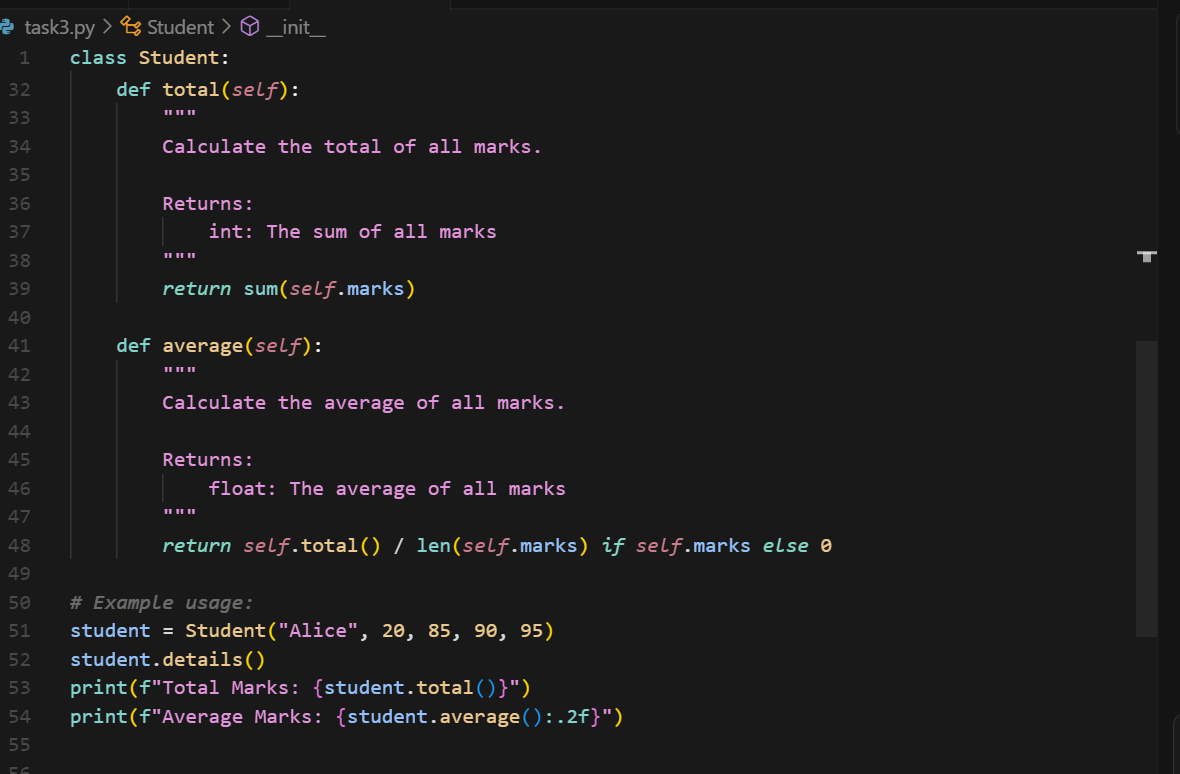 task3.py > Student > __init__
1 class Student:
32     def total(self):
33         """
34         Calculate the total of all marks.
35
36         Returns:
37             int: The sum of all marks
38         """
39         return sum(self.marks)
40
41     def average(self):
42         """
43         Calculate the average of all marks.
44
45         Returns:
46             float: The average of all marks
47         """
48         return self.total() / len(self.marks) if self.marks else 0
49
50 # Example usage:
51 student = Student("Alice", 20, 85, 90, 95)
52 student.details()
53 print(f"Total Marks: {student.total()}")
54 print(f"Average Marks: {student.average():.2f}")
55